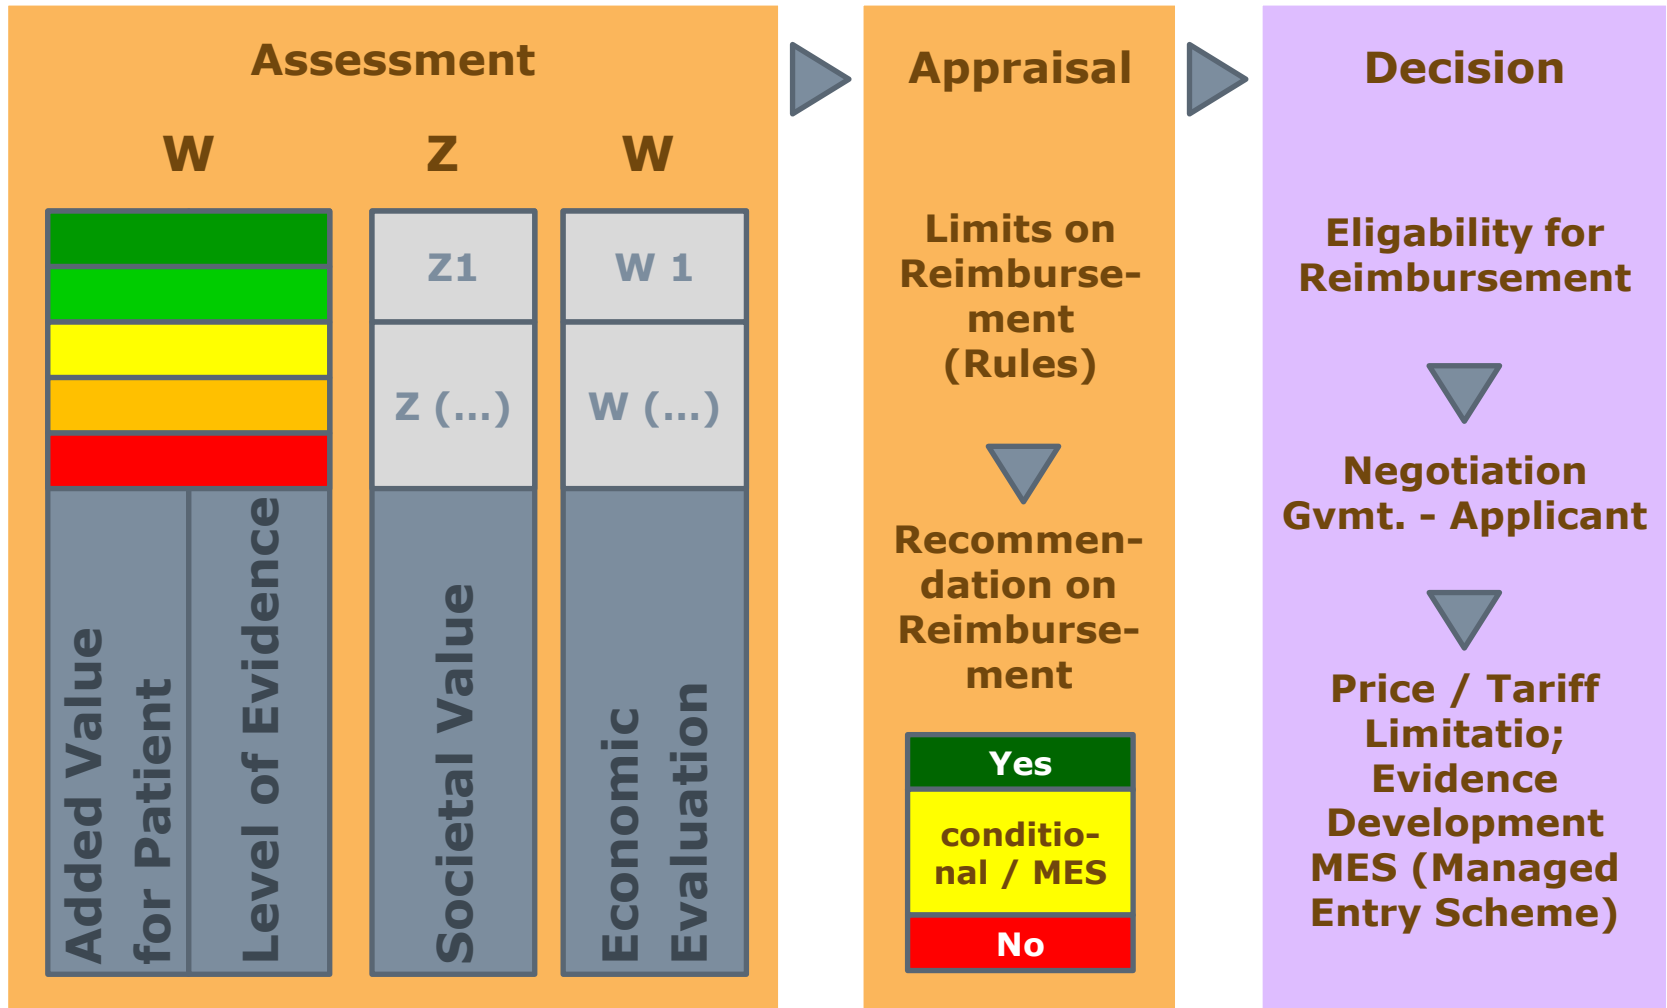 Assessment
W
Z
W
Z1
W 1
Z (...)
W (...)
Added Value
for Patient
Level of Evidence
Societal Value
Economic
Evaluation
Appraisal
Limits on
Reimburse-
ment
(Rules)
Recommen-
dation on
Reimburse-
ment
Yes
conditio-
nal / MES
No
Decision
Eligability for
Reimbursement
Negotiation
Gvmt. - Applicant
Price / Tariff
Limitatio;
Evidence
Development
MES (Managed
Entry Scheme)